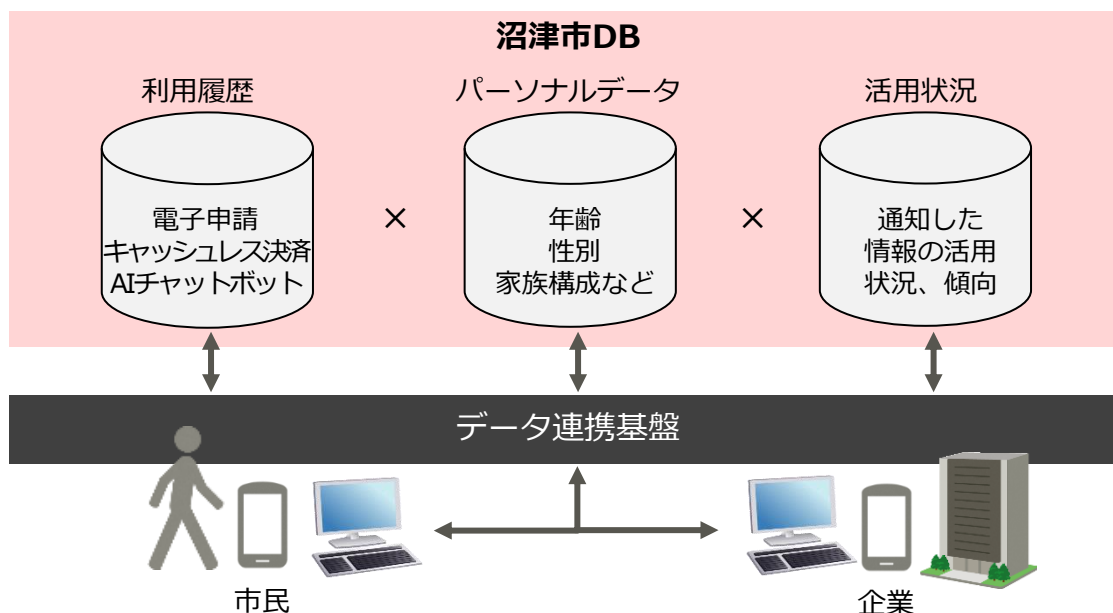 沼津市DB
利用履歴
パーソナルデータ
活用状況
電子申請
キャッシュレス決済
AIチャットボット
×
年齢
性別
家族構成など
×
通知した
情報の活用
状況、傾向
データ連携基盤
市民
企業